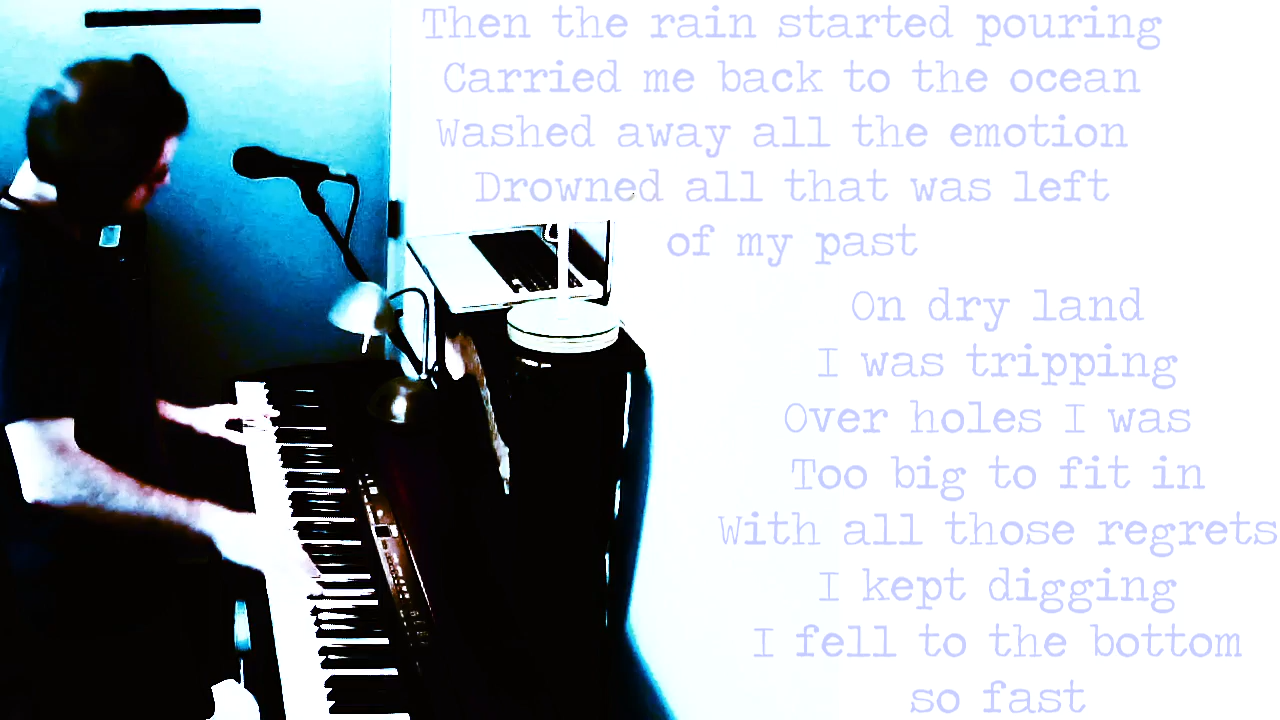 Then the rain started pouring
Carried me back to the ocean
Washed away all the emotion
Drowned all that was left
of my past
On dry land
I was tripping
Over holes I was
Too big to fit in
With all those regrets
I kept digging
I fell to the bottom
so fast